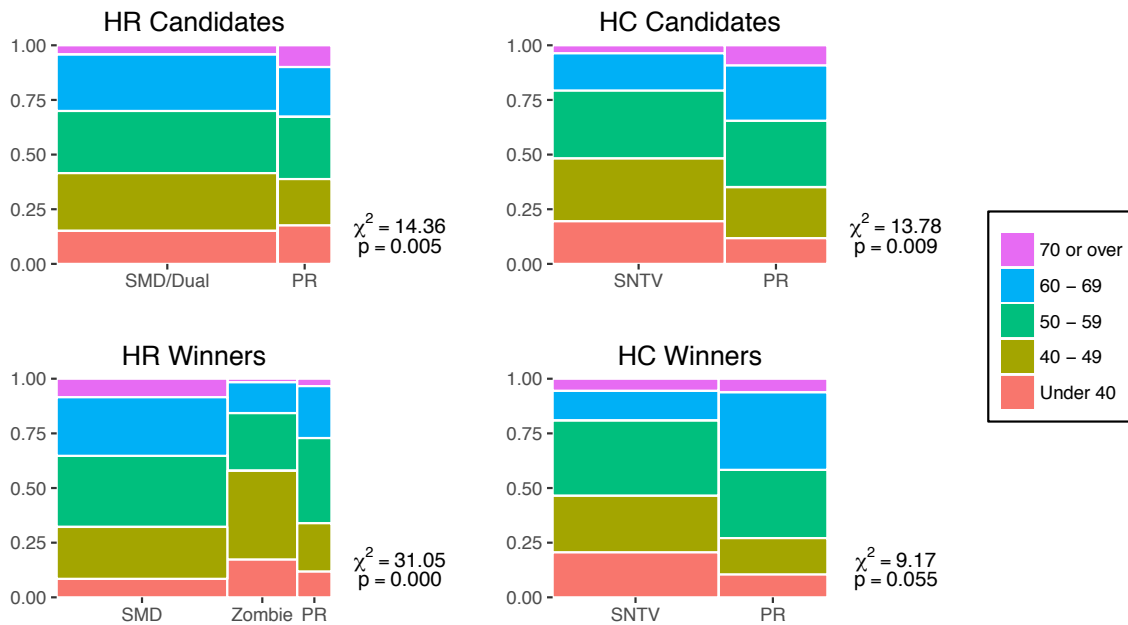 HR Candidates
1.00
0.75
0.50
0.25
0.00
SMD/Dual PR
χ² = 14.36
p = 0.005
HC Candidates
1.00
0.75
0.50
0.25
0.00
SNTV PR
χ² = 13.78
p = 0.009
HR Winners
1.00
0.75
0.50
0.25
0.00
SMD Zombie PR
χ² = 31.05
p = 0.000
HC Winners
1.00
0.75
0.50
0.25
0.00
SNTV PR
χ² = 9.17
p = 0.055
70 or over
60 − 69
50 − 59
40 − 49
Under 40